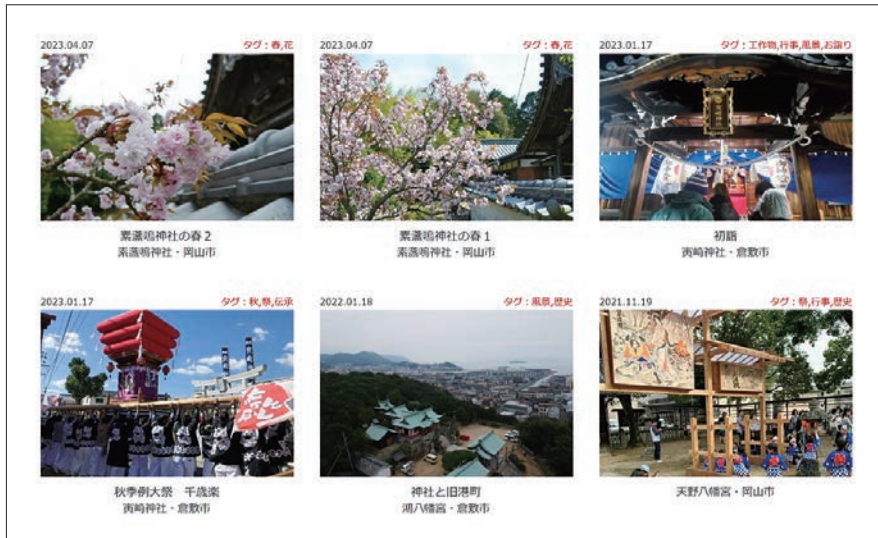 2023.04.07
タグ：春,花
素盞嗚神社の春２
素盞嗚神社・岡山市
2023.04.07
タグ：春,花
素盞嗚神社の春１
素盞嗚神社・岡山市
2023.01.17
タグ：工作物,行事,風景,お詣り
初詣
寅崎神社・倉敷市
2023.01.17
タグ：秋,祭,伝承
秋季例大祭　千歳楽
寅崎神社・倉敷市
2022.01.18
タグ：風景,歴史
神社と旧港町
鴻八幡宮・倉敷市
2021.11.19
タグ：祭,行事,歴史
天野八幡宮・岡山市